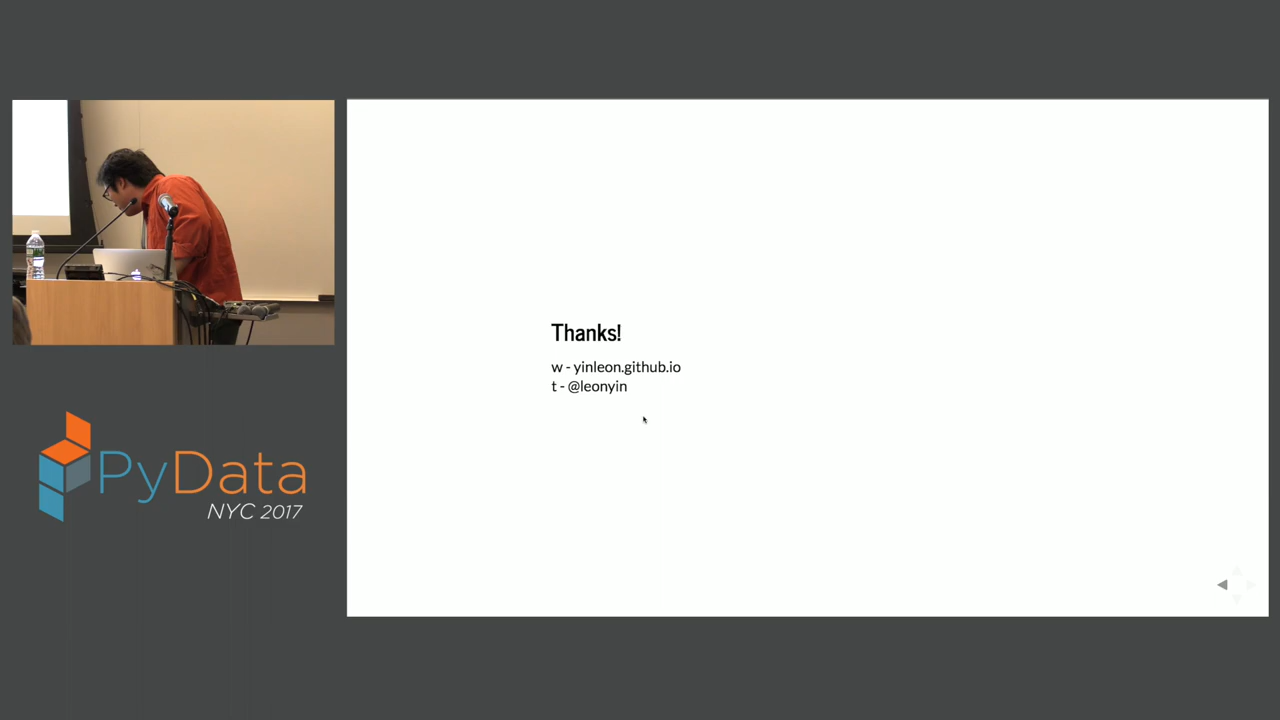 Thanks!
w - yinleon.github.io
t - @leonyin
PyData
NYC 2017